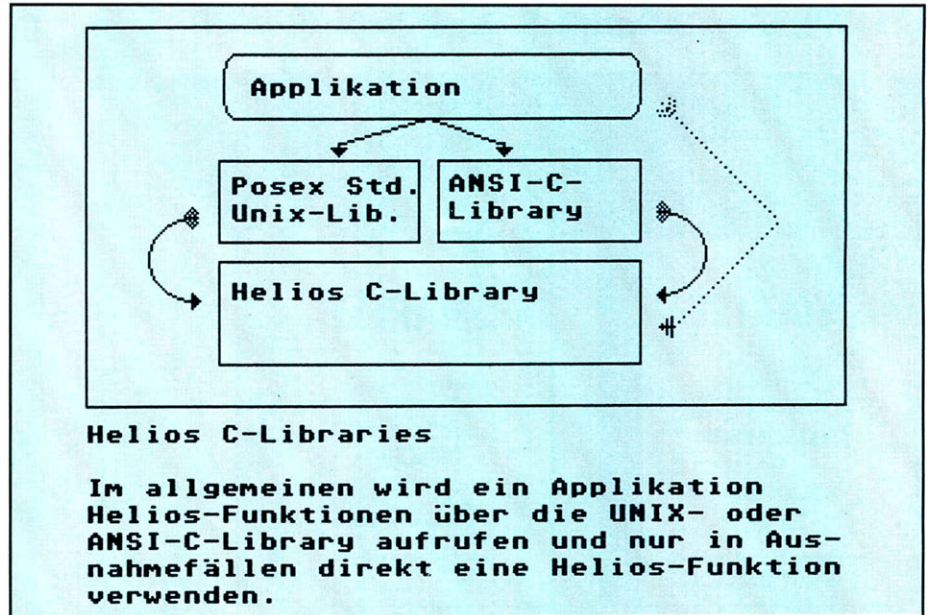 Applikation
Posex Std.
Unix-Lib.
ANSI-C-
Library
Helios C-Library
Helios C-Libraries
Im allgemeinen wird ein Applikation
Helios-Funktionen über die UNIX- oder
ANSI-C-Library aufrufen und nur in Aus-
nahmefällen direkt eine Helios-Funktion
verwenden.